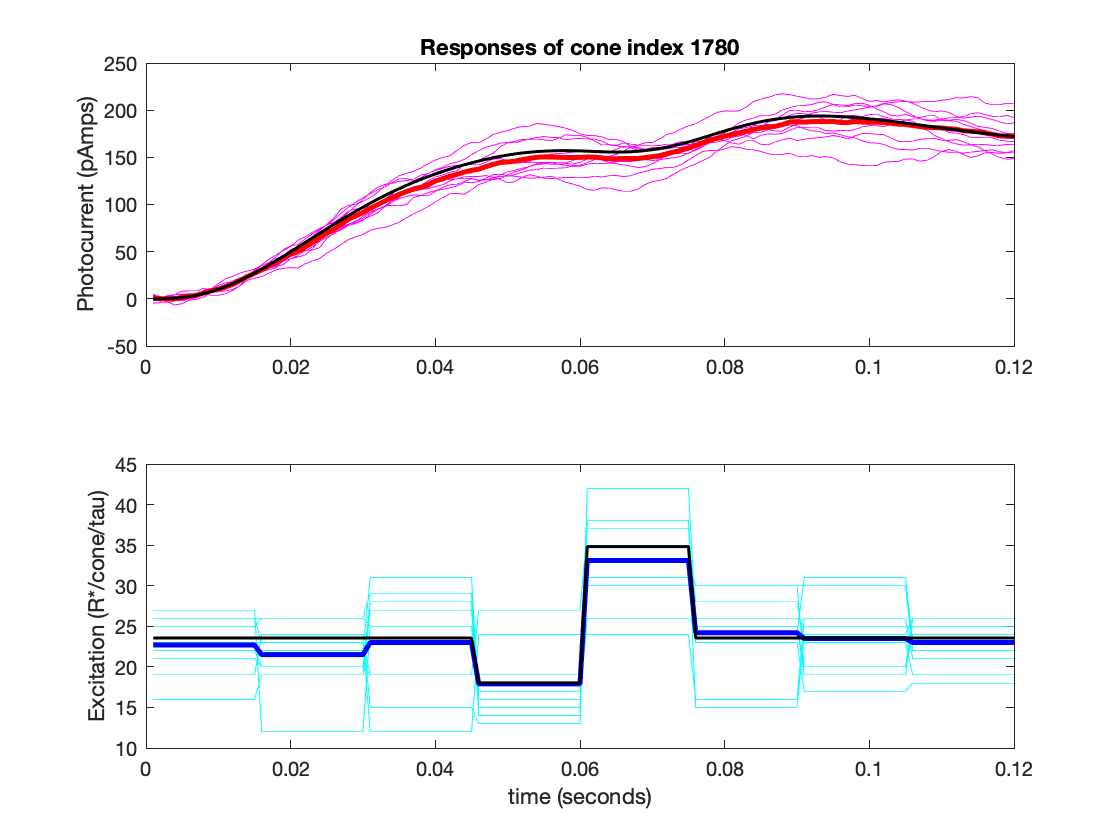 Responses of cone index 1780
Photocurrent (pAmps)
250
200
150
100
50
0
-50
0 0.02 0.04 0.06 0.08 0.1 0.12
Excitation (R*/cone/tau)
45
40
35
30
25
20
15
10
0 0.02 0.04 0.06 0.08 0.1 0.12
time (seconds)